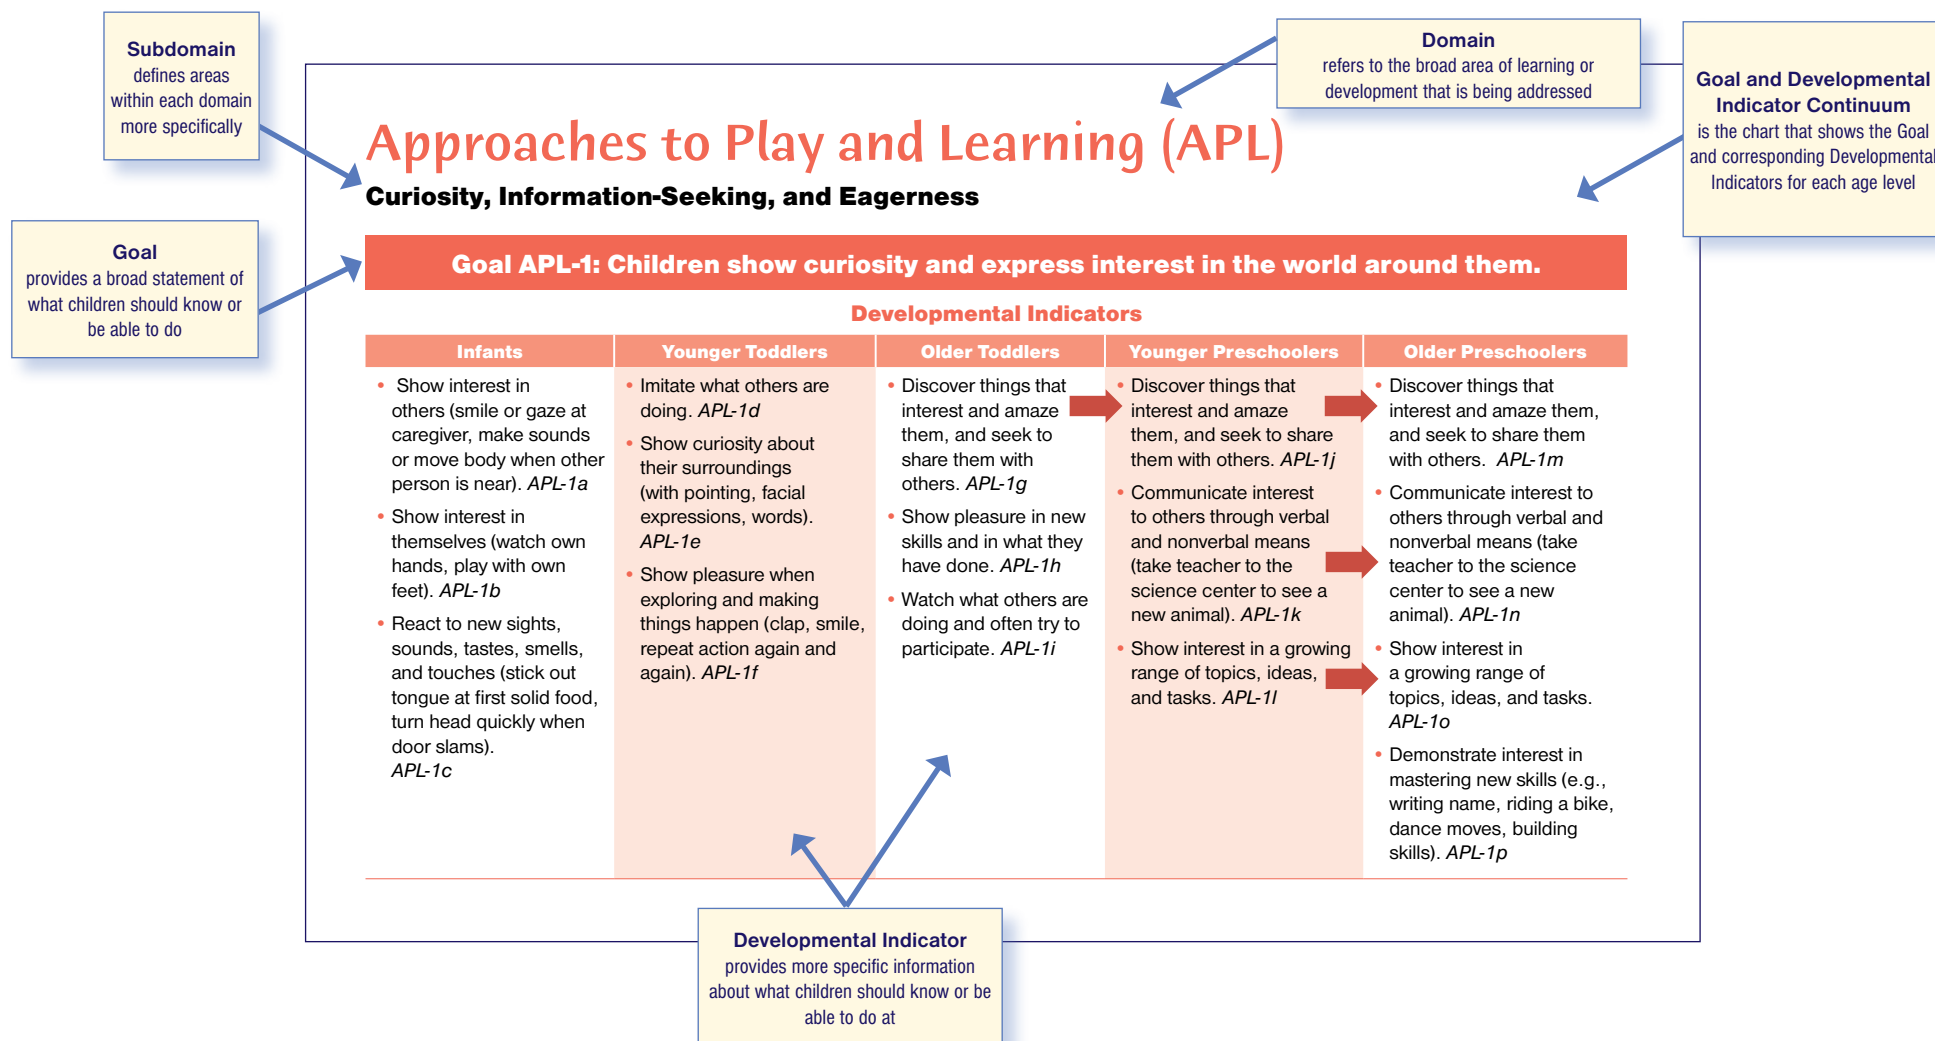 Subdomain
defines areas
within each domain
more specifically
Domain
refers to the broad area of learning or
development that is being addressed
Goal and Developmental
Indicator Continuum
is the chart that shows the Goal
and corresponding Developmental
Indicators for each age level
Approaches to Play and Learning (APL)
Curiosity, Information-Seeking, and Eagerness
Goal
provides a broad statement of
what children should know or
be able to do
Goal APL-1: Children show curiosity and express interest in the world around them.
Developmental Indicators
Infants
• Show interest in
others (smile or gaze at
caregiver, make sounds
or move body when other
person is near). APL-1a
• Show interest in
themselves (watch own
hands, play with own
feet). APL-1b
• React to new sights,
sounds, tastes, smells,
and touches (stick out
tongue at first solid food,
turn head quickly when
door slams).
APL-1c
Younger Toddlers
• Imitate what others are
doing. APL-1d
• Show curiosity about
their surroundings
(with pointing, facial
expressions, words).
APL-1e
• Show pleasure when
exploring and making
things happen (clap, smile,
repeat action again and
again). APL-1f
Older Toddlers
• Discover things that
interest and amaze
them, and seek to
share them with
others. APL-1g
• Show pleasure in new
skills and in what they
have done. APL-1h
• Watch what others are
doing and often try to
participate. APL-1i
Younger Preschoolers
• Discover things that
interest and amaze
them, and seek to share
them with others. APL-1j
• Communicate interest
to others through verbal
and nonverbal means
(take teacher to the
science center to see a
new animal). APL-1k
• Show interest in a growing
range of topics, ideas,
and tasks. APL-1l
Older Preschoolers
• Discover things that
interest and amaze them,
and seek to share them
with others. APL-1m
• Communicate interest to
others through verbal and
nonverbal means (take
teacher to the science
center to see a new
animal). APL-1n
• Show interest in
a growing range of
topics, ideas, and tasks.
APL-1o
• Demonstrate interest in
mastering new skills (e.g.,
writing name, riding a bike,
dance moves, building
skills). APL-1p
Developmental Indicator
provides more specific information
about what children should know or be
able to do at